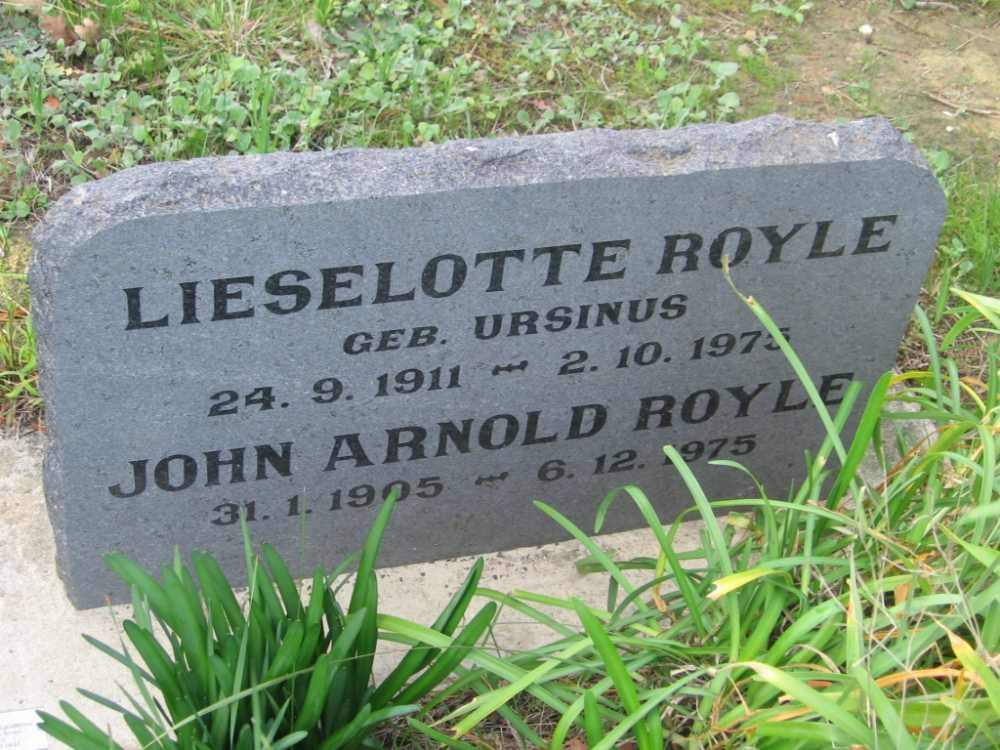 LIESELOTTE ROYLE
GEB. URSINUS
24. 9. 1911 ~ 2. 10. 1975
JOHN ARNOLD ROYLE
31. 1. 1905 ~ 6. 12. 1975